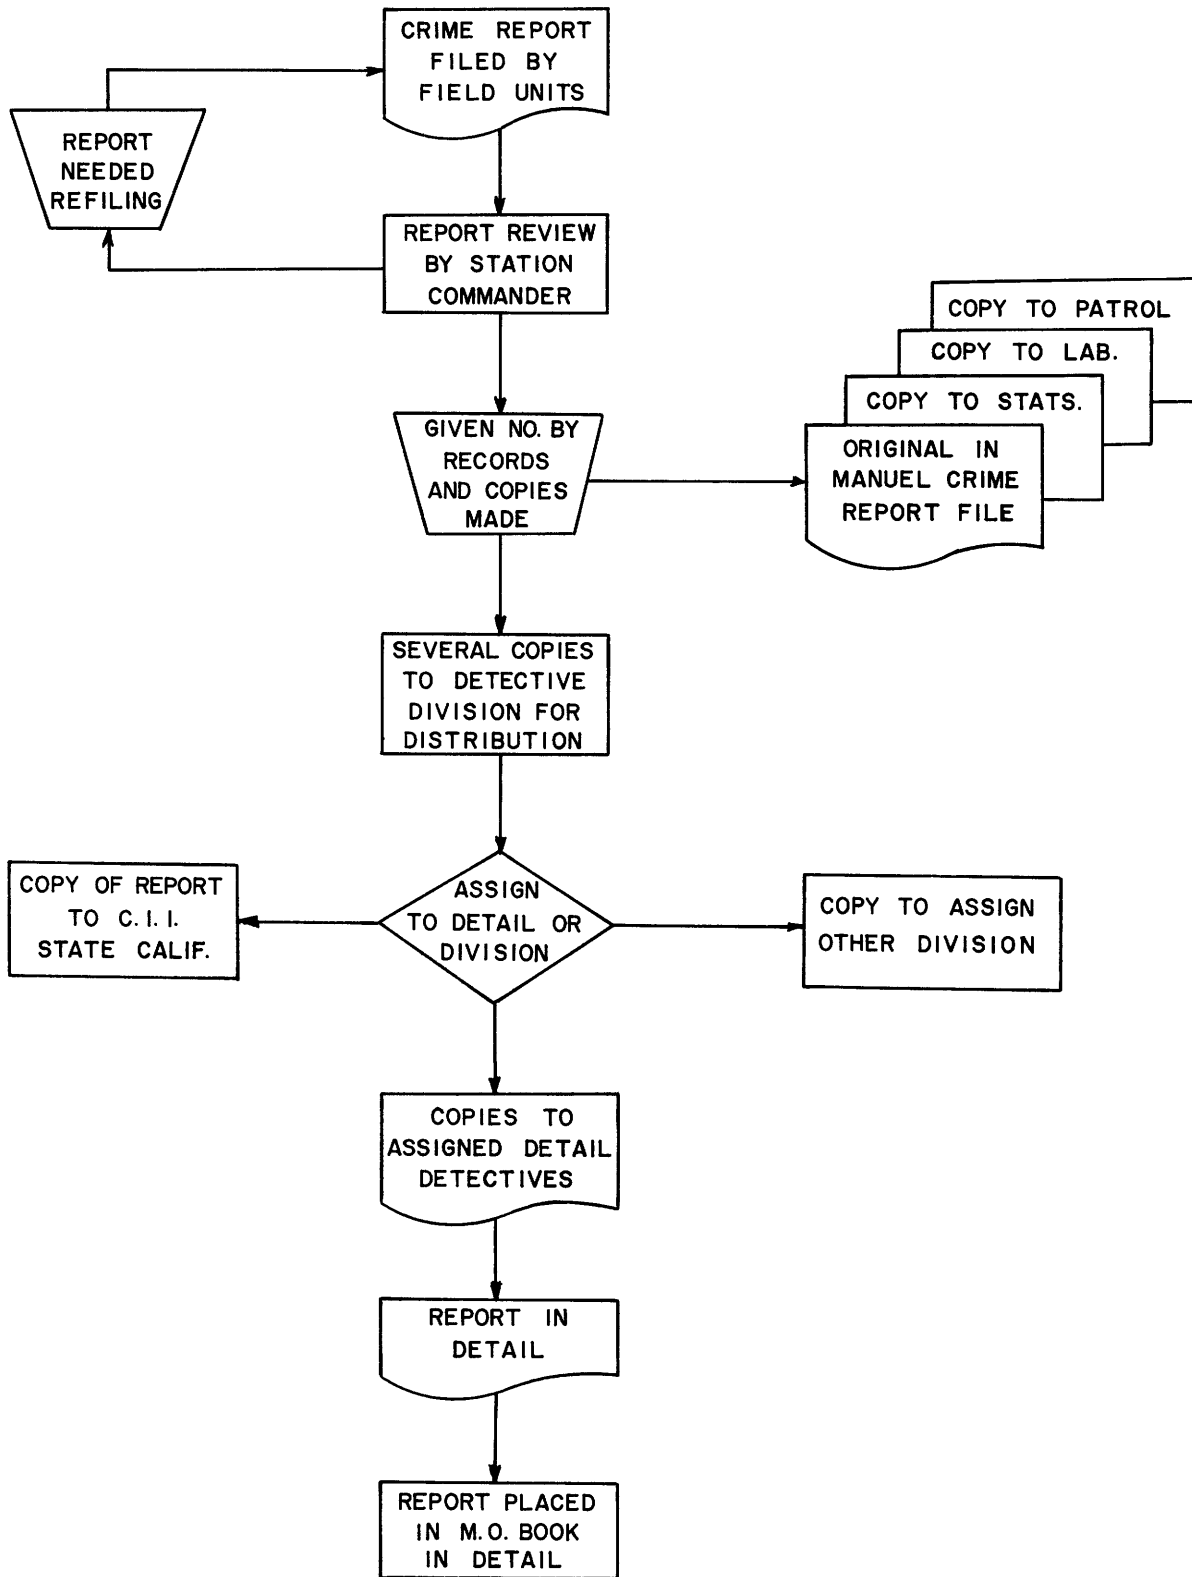 CRIME REPORT
FILED BY
FIELD UNITS
REPORT
NEEDED
REFILING
REPORT REVIEW
BY STATION
COMMANDER
COPY TO PATROL
COPY TO LAB.
COPY TO STATS.
ORIGINAL IN
MANUEL CRIME
REPORT FILE
GIVEN NO. BY
RECORDS
AND COPIES
MADE
SEVERAL COPIES
TO DETECTIVE
DIVISION FOR
DISTRIBUTION
ASSIGN
TO DETAIL OR
DIVISION
COPY OF REPORT
TO C. I. I.
STATE CALIF.
COPY TO ASSIGN
OTHER DIVISION
COPIES TO
ASSIGNED DETAIL
DETECTIVES
REPORT IN
DETAIL
REPORT PLACED
IN M. O. BOOK
IN DETAIL